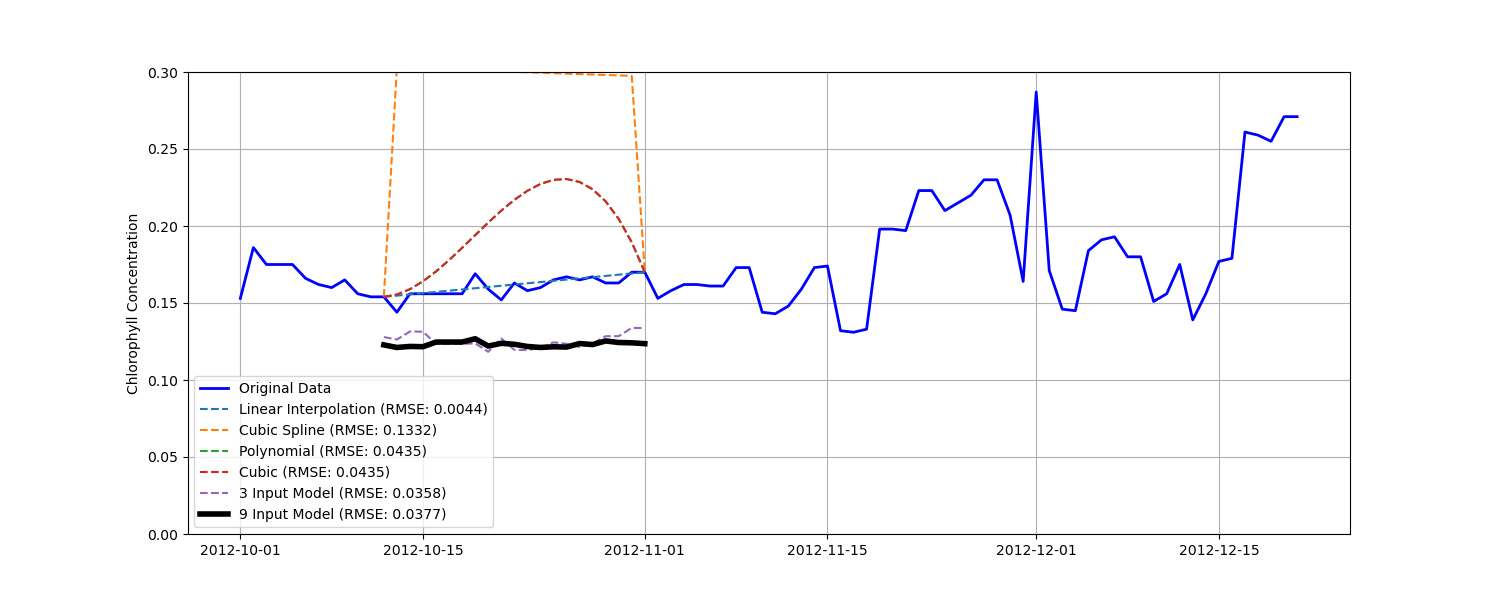 0.30
0.25
0.20
0.15
0.10
0.05
0.00
Chlorophyll Concentration
Original Data
Linear Interpolation (RMSE: 0.0044)
Cubic Spline (RMSE: 0.1332)
Polynomial (RMSE: 0.0435)
Cubic (RMSE: 0.0435)
3 Input Model (RMSE: 0.0358)
9 Input Model (RMSE: 0.0377)
2012-10-01 2012-10-15 2012-11-01 2012-11-15 2012-12-01 2012-12-15